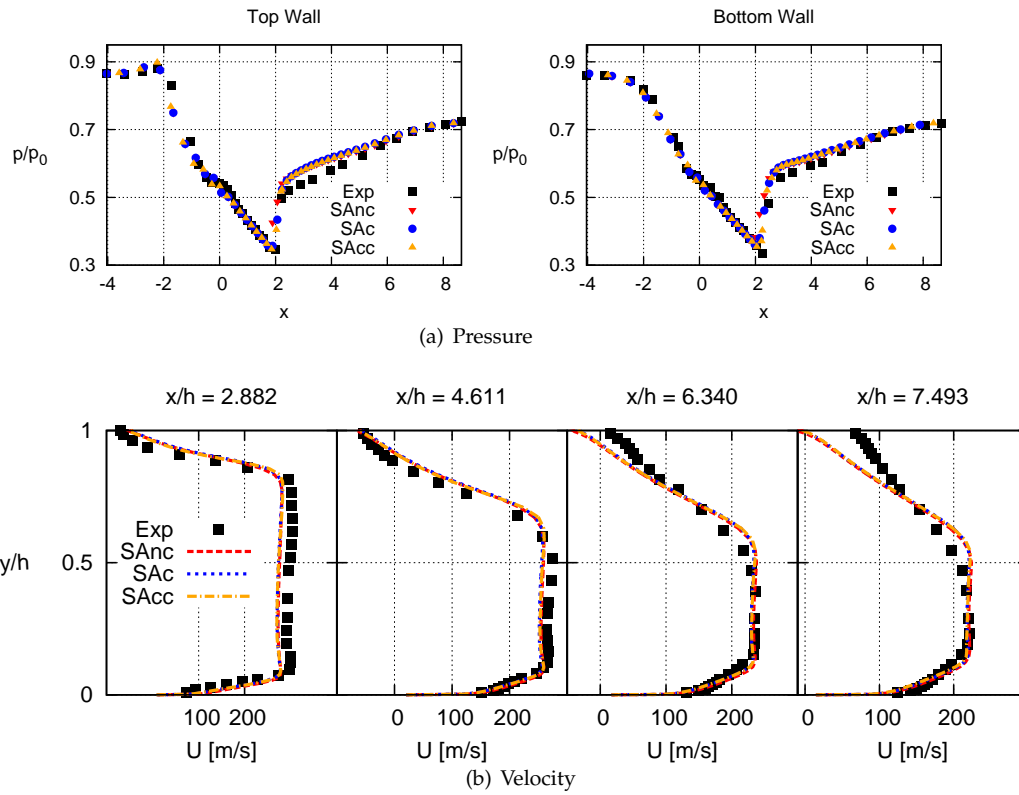 Top Wall
Bottom Wall
0.9
0.7
0.5
0.3
p/p0
Exp
SAnc
SAc
SAcc
-4 -2 0 2 4 6 8
x
0.9
0.7
0.5
0.3
p/p0
Exp
SAnc
SAc
SAcc
-4 -2 0 2 4 6 8
x
(a) Pressure
x/h = 2.882
x/h = 4.611
x/h = 6.340
x/h = 7.493
1
0.5
0
y/h
Exp
SAnc
SAc
SAcc
100 200
0 100 200
0 100 200
0 100 200
U [m/s]
U [m/s]
U [m/s]
U [m/s]
(b) Velocity